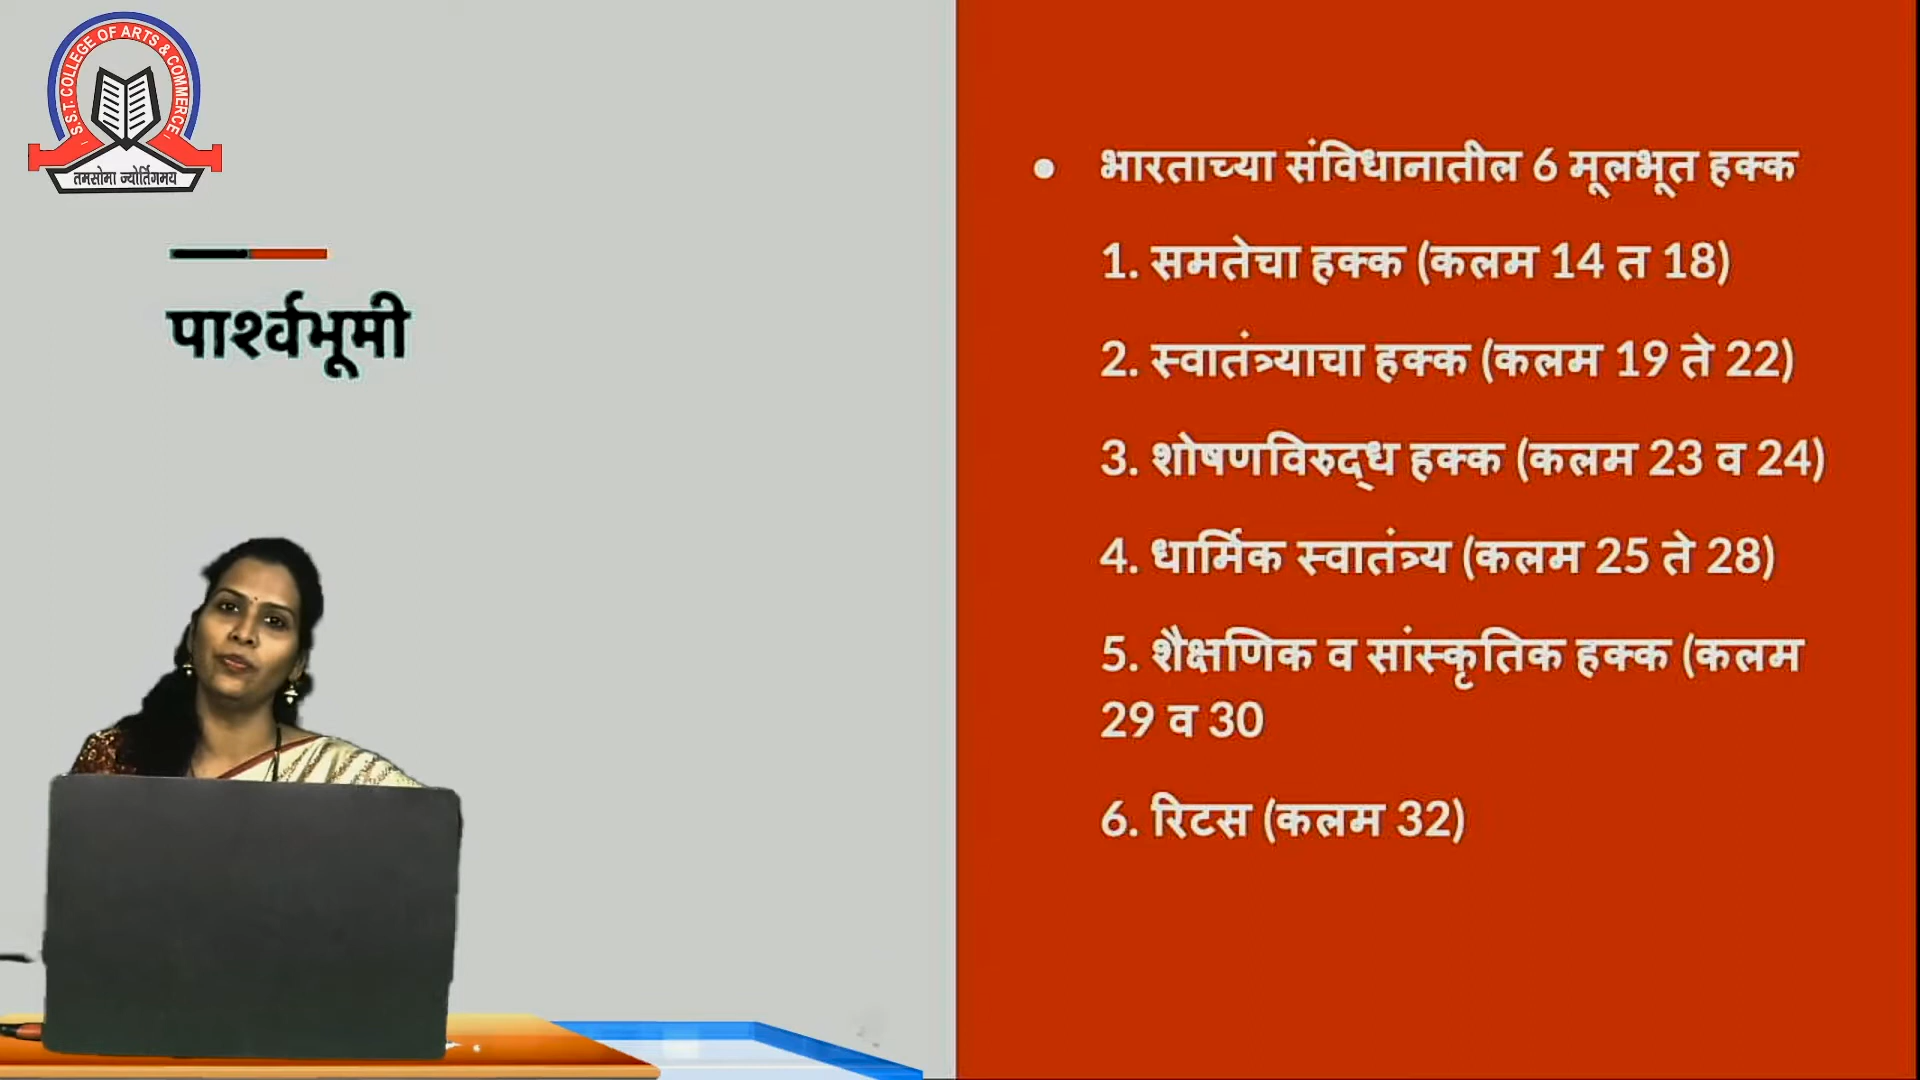 S.S.T. COLLEGE OF ARTS & COMMERCE
तमसोमा ज्योर्तिगमय
पार्श्वभूमी
• भारताच्या संविधानातील 6 मूलभूत हक्क
1. समतेचा हक्क (कलम 14 त 18)
2. स्वातंत्र्याचा हक्क (कलम 19 ते 22)
3. शोषणविरुद्ध हक्क (कलम 23 व 24)
4. धार्मिक स्वातंत्र्य (कलम 25 ते 28)
5. शैक्षणिक व सांस्कृतिक हक्क (कलम
29 व 30
6. रिटस (कलम 32)